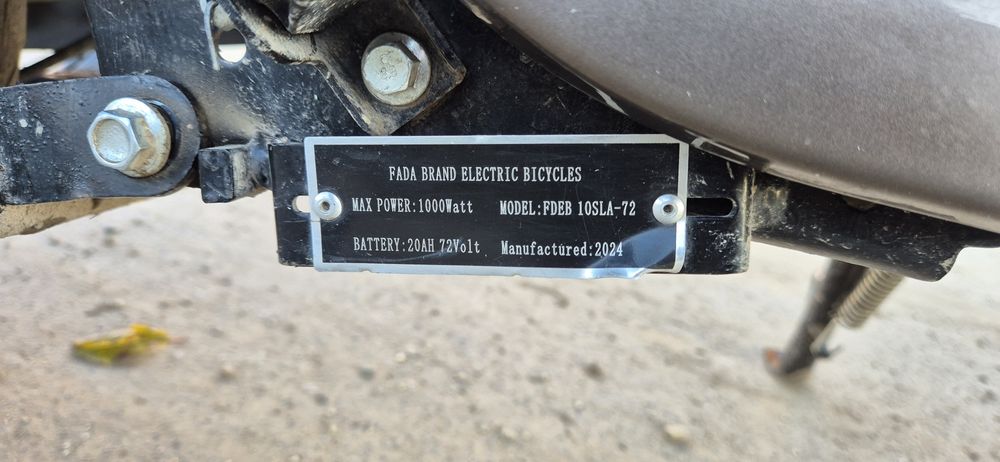 FADA BRAND ELECTRIC BICYCLES
MAX POWER:1000Watt MODEL:FDEB 10SLA-72
BATTERY:20AH 72Volt Manufactured:2024